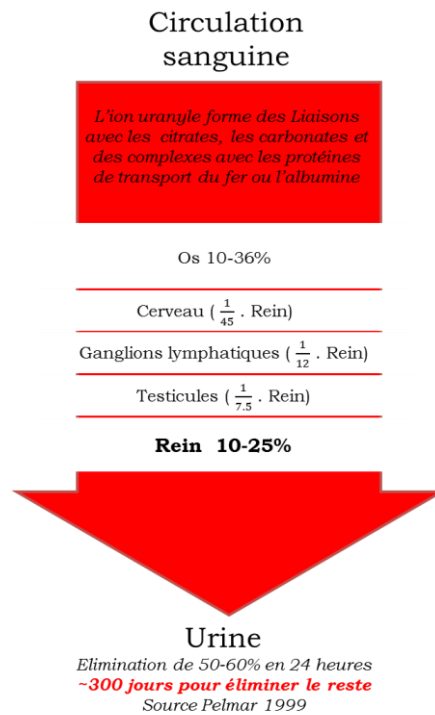 Circulation
sanguine
L'ion uranyle forme des Liaisons
avec les citrates, les carbonates et
des complexes avec les protéines
de transport du fer ou l'albumine
Os 10-36%
Cerveau ( 1/45 . Rein)
Ganglions lymphatiques ( 1/12 . Rein)
Testicules ( 1/7.5 . Rein)
Rein 10-25%
Urine
Elimination de 50-60% en 24 heures
~300 jours pour éliminer le reste
Source Pelmar 1999